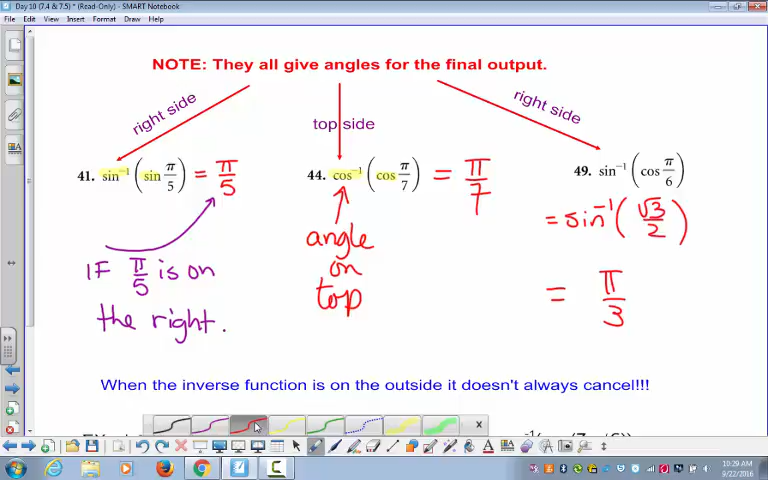 Day 10 (7.4 & 7.5) * (Read-Only) - SMART Notebook
File Edit View Insert Format Draw Help
NOTE: They all give angles for the final output.
right side
top side
right side
41. sin⁻¹(sin π/5) = π/5
44. cos⁻¹(cos π/7) = π/7
49. sin⁻¹(cos π/6)
= sin⁻¹(√3/2)
= π/3
IF π/5 is on
the right.
angle
on
top
When the inverse function is on the outside it doesn't always cancel!!!
10:29 AM
9/22/2016